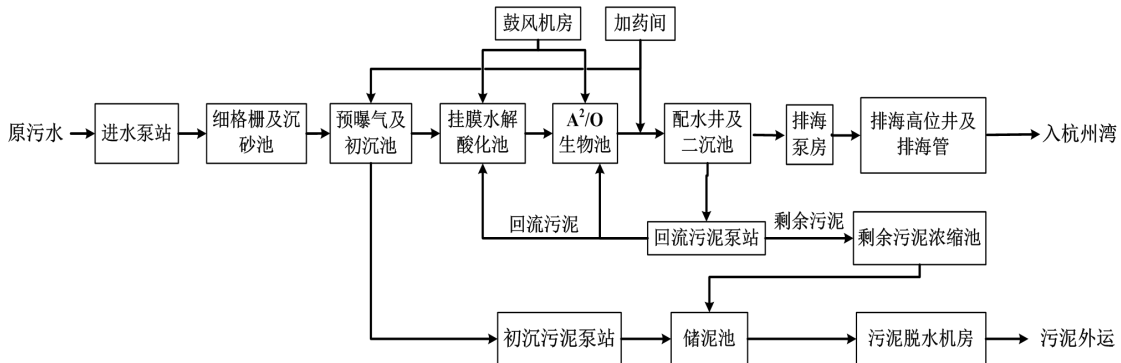 鼓风机房
加药间
原污水
进水泵站
细格栅及沉
砂池
预曝气及
初沉池
挂膜水解
酸化池
A²/O
生物池
配水井及
二沉池
排海
泵房
排海高位井及
排海管
入杭州湾
回流污泥
回流污泥泵站
剩余污泥
剩余污泥浓缩池
初沉污泥泵站
储泥池
污泥脱水机房
污泥外运